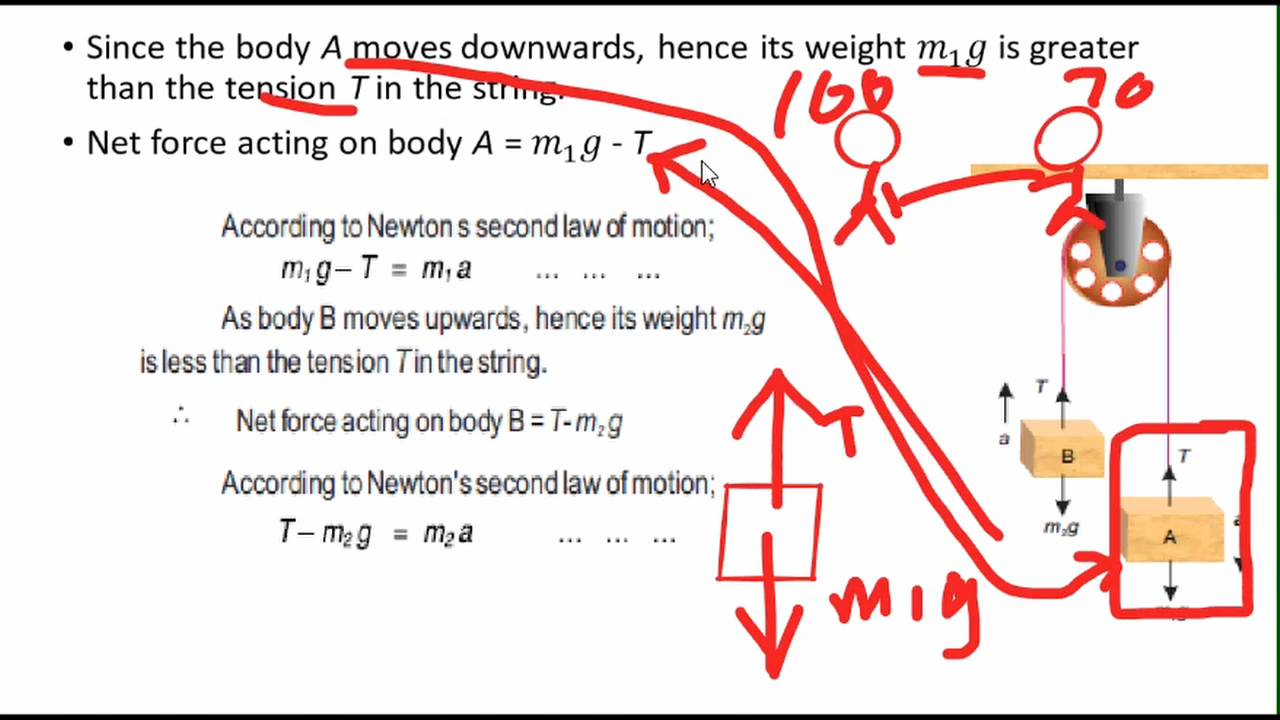 • Since the body A moves downwards, hence its weight m₁g is greater
than the tension T in the string.
• Net force acting on body A = m₁g - T
100
70
According to Newton s second law of motion;
m₁g – T = m₁a ... ... ...
As body B moves upwards, hence its weight m₂g
is less than the tension T in the string.
∴ Net force acting on body B = T- m₂g
According to Newton's second law of motion;
T – m₂g = m₂a ... ... ...
T
m1g
T
a
B
m₂g
T
A